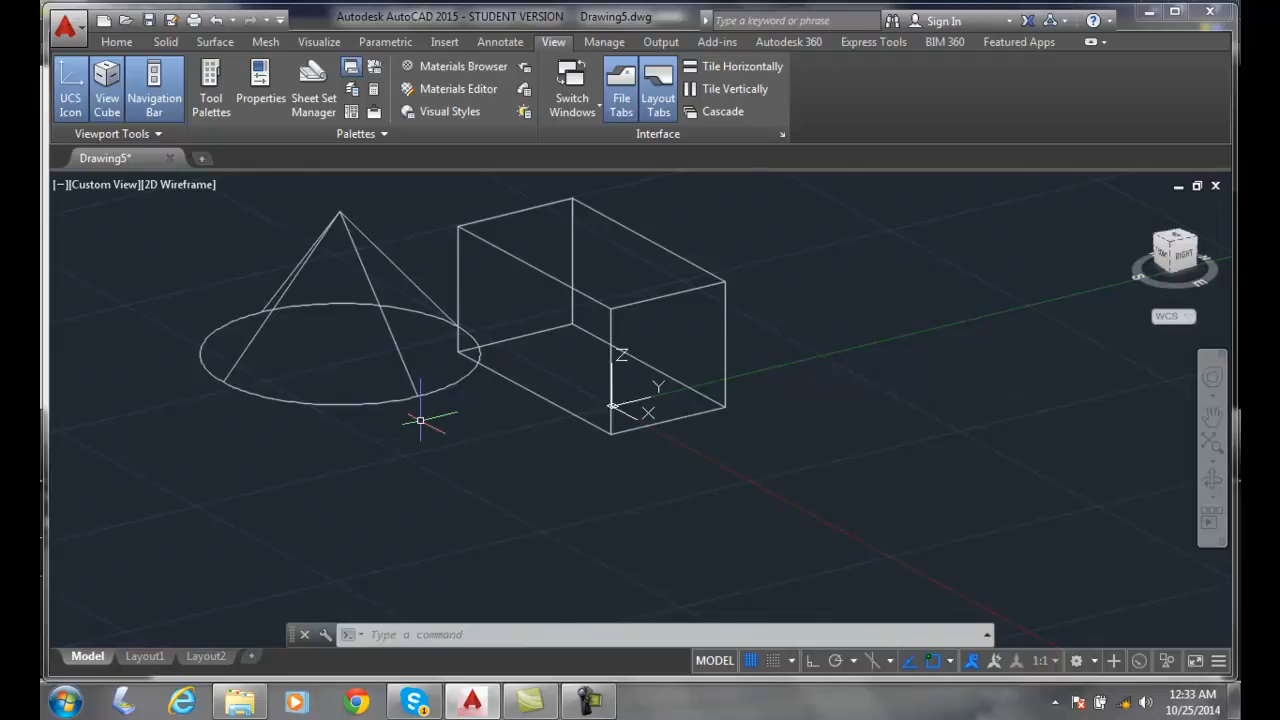 Autodesk AutoCAD 2015 - STUDENT VERSION Drawing5.dwg Type a keyword or phrase Sign In
Home Solid Surface Mesh Visualize Parametric Insert Annotate View Manage Output Add-ins Autodesk 360 Express Tools BIM 360 Featured Apps
UCS Icon
View Cube
Navigation Bar
Tool Palettes
Properties
Sheet Set Manager
Materials Browser
Materials Editor
Visual Styles
Switch Windows
File Tabs
Layout Tabs
Tile Horizontally
Tile Vertically
Cascade
Viewport Tools Palettes Interface
Drawing5*
[−][Custom View][2D Wireframe]
RIGHT
S
N
E
WCS
Z
Y
X
Type a command
Model Layout1 Layout2 +
MODEL 1:1
12:33 AM
10/25/2014